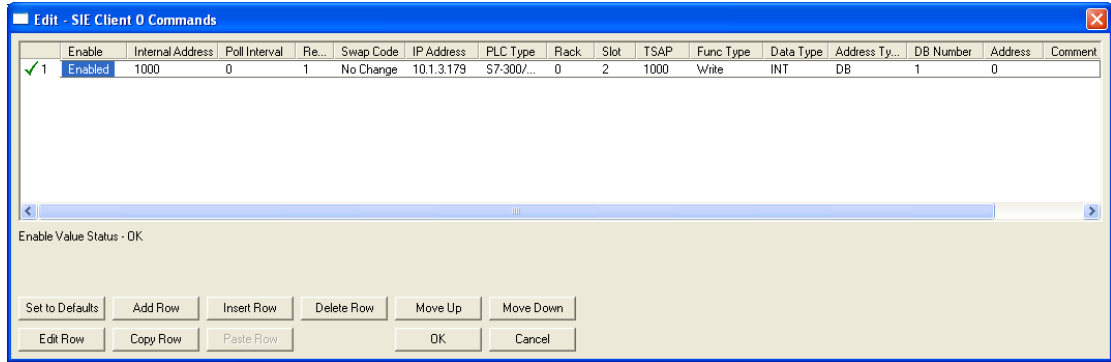 Edit - SIE Client 0 Commands
Enable Internal Address Poll Interval Re... Swap Code IP Address PLC Type Rack Slot TSAP Func Type Data Type Address Ty... DB Number Address Comment
1 Enabled 1000 0 1 No Change 10.1.3.179 S7-300/... 0 2 1000 Write INT DB 1 0
Enable Value Status - OK
Set to Defaults Add Row Insert Row Delete Row Move Up Move Down
Edit Row Copy Row Paste Row OK Cancel